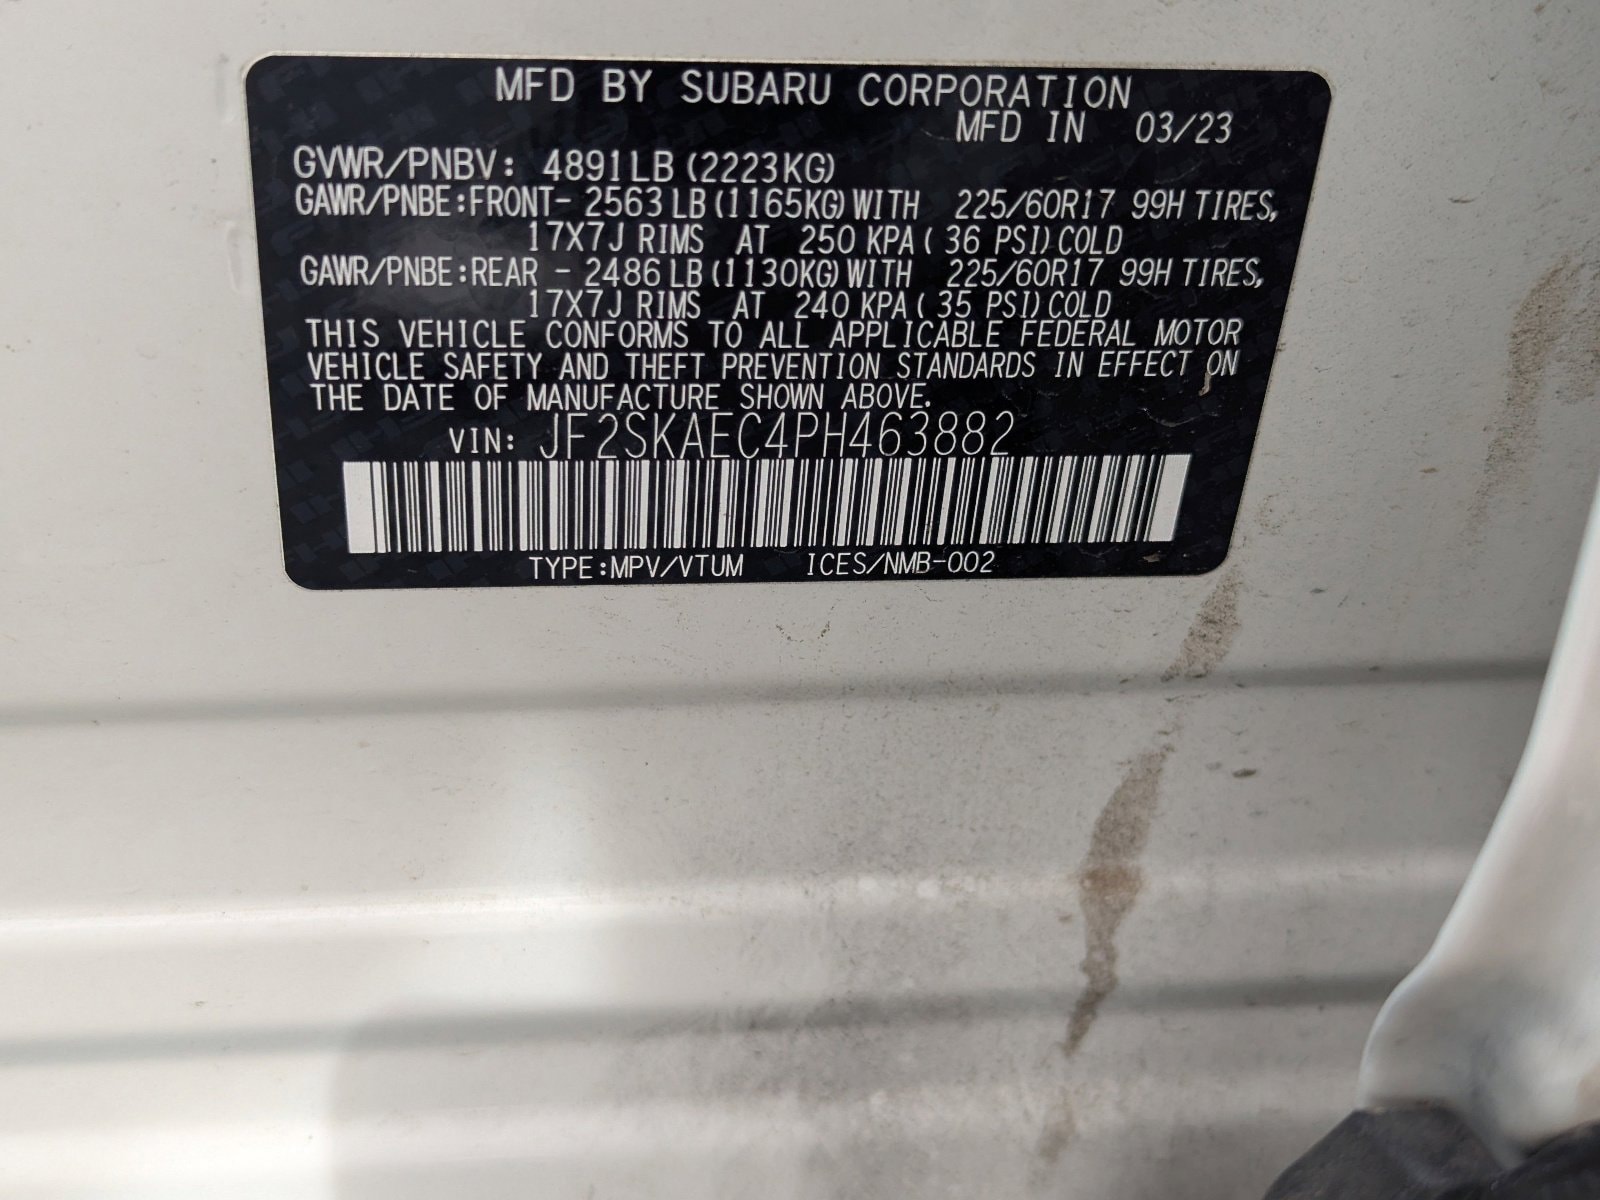 MFD BY SUBARU CORPORATION
MFD IN 03/23
GVWR/PNBV: 4891LB (2223KG)
GAWR/PNBE:FRONT- 2563 LB (1165KG) WITH 225/60R17 99H TIRES,
17X7J RIMS AT 250 KPA ( 36 PSI) COLD
GAWR/PNBE:REAR - 2486 LB (1130KG) WITH 225/60R17 99H TIRES,
17X7J RIMS AT 240 KPA ( 35 PSI) COLD
THIS VEHICLE CONFORMS TO ALL APPLICABLE FEDERAL MOTOR
VEHICLE SAFETY AND THEFT PREVENTION STANDARDS IN EFFECT ON
THE DATE OF MANUFACTURE SHOWN ABOVE.
VIN: JF2SKAEC4PH463882
TYPE:MPV/VTUM ICES/NMB-002